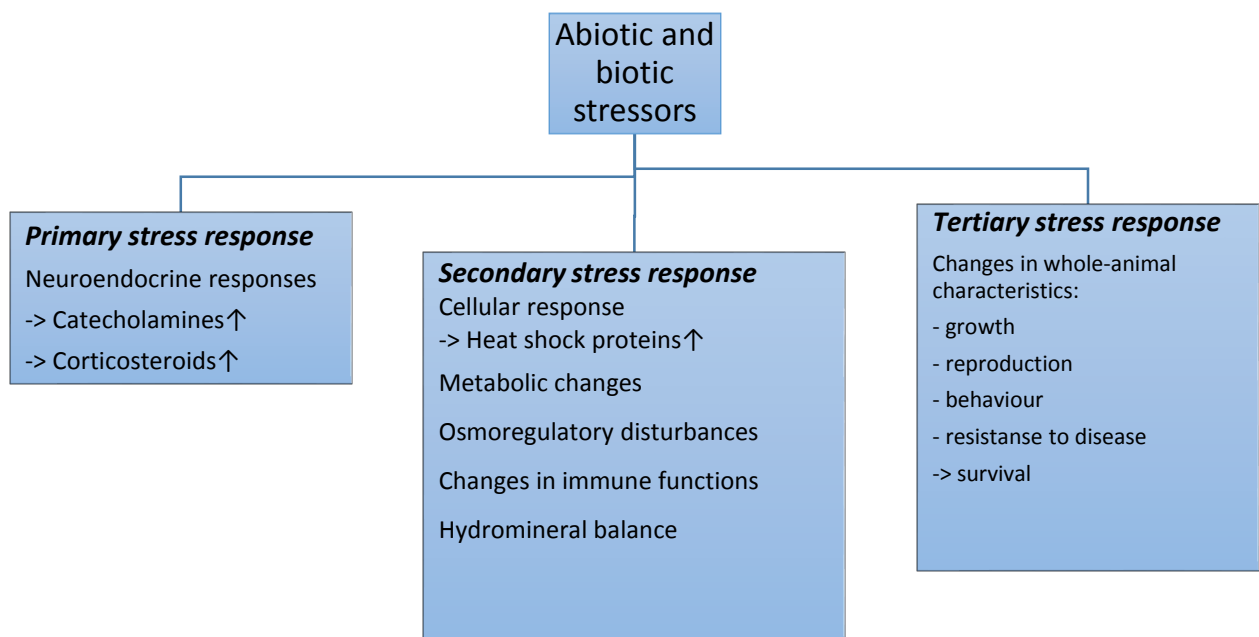 Abiotic and
biotic
stressors
Primary stress response
Neuroendocrine responses
-> Catecholamines↑
-> Corticosteroids↑
Secondary stress response
Cellular response
-> Heat shock proteins↑
Metabolic changes
Osmoregulatory disturbances
Changes in immune functions
Hydromineral balance
Tertiary stress response
Changes in whole-animal
characteristics:
- growth
- reproduction
- behaviour
- resistanse to disease
-> survival